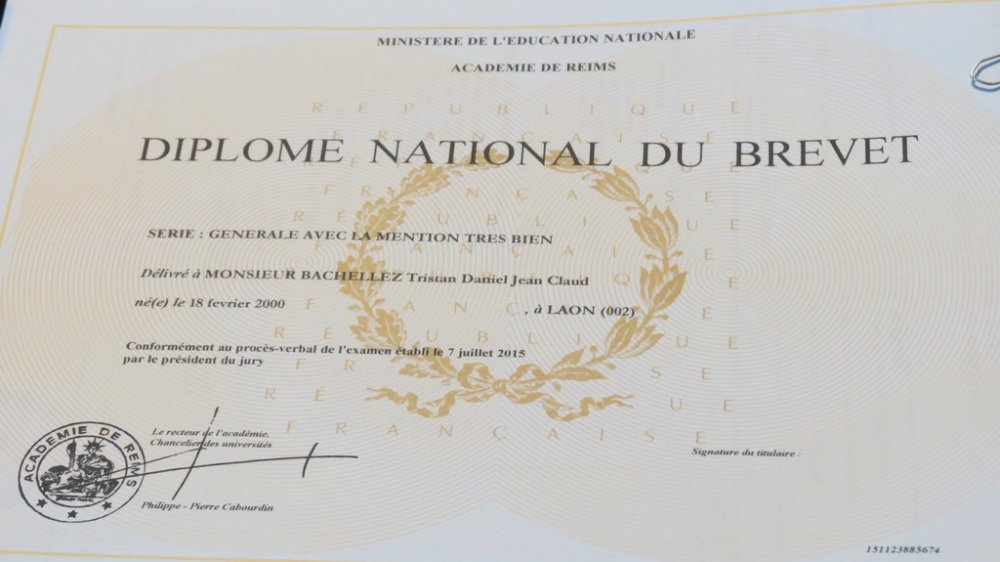 MINISTERE DE L'EDUCATION NATIONALE
ACADEMIE DE REIMS
RÉPUBLIQUE
FRANÇAISE
DIPLOME NATIONAL DU BREVET
SERIE : GENERALE AVEC LA MENTION TRES BIEN
Délivré à MONSIEUR BACHELLEZ Tristan Daniel Jean Claud
né(e) le 18 fevrier 2000 , à LAON (002)
Conformément au procès-verbal de l'examen établi le 7 juillet 2015
par le président du jury
Le recteur de l'académie,
Chancelier des universités
ACADEMIE DE REIMS
Philippe - Pierre Cabourdin
Signature du titulaire :
151123885674